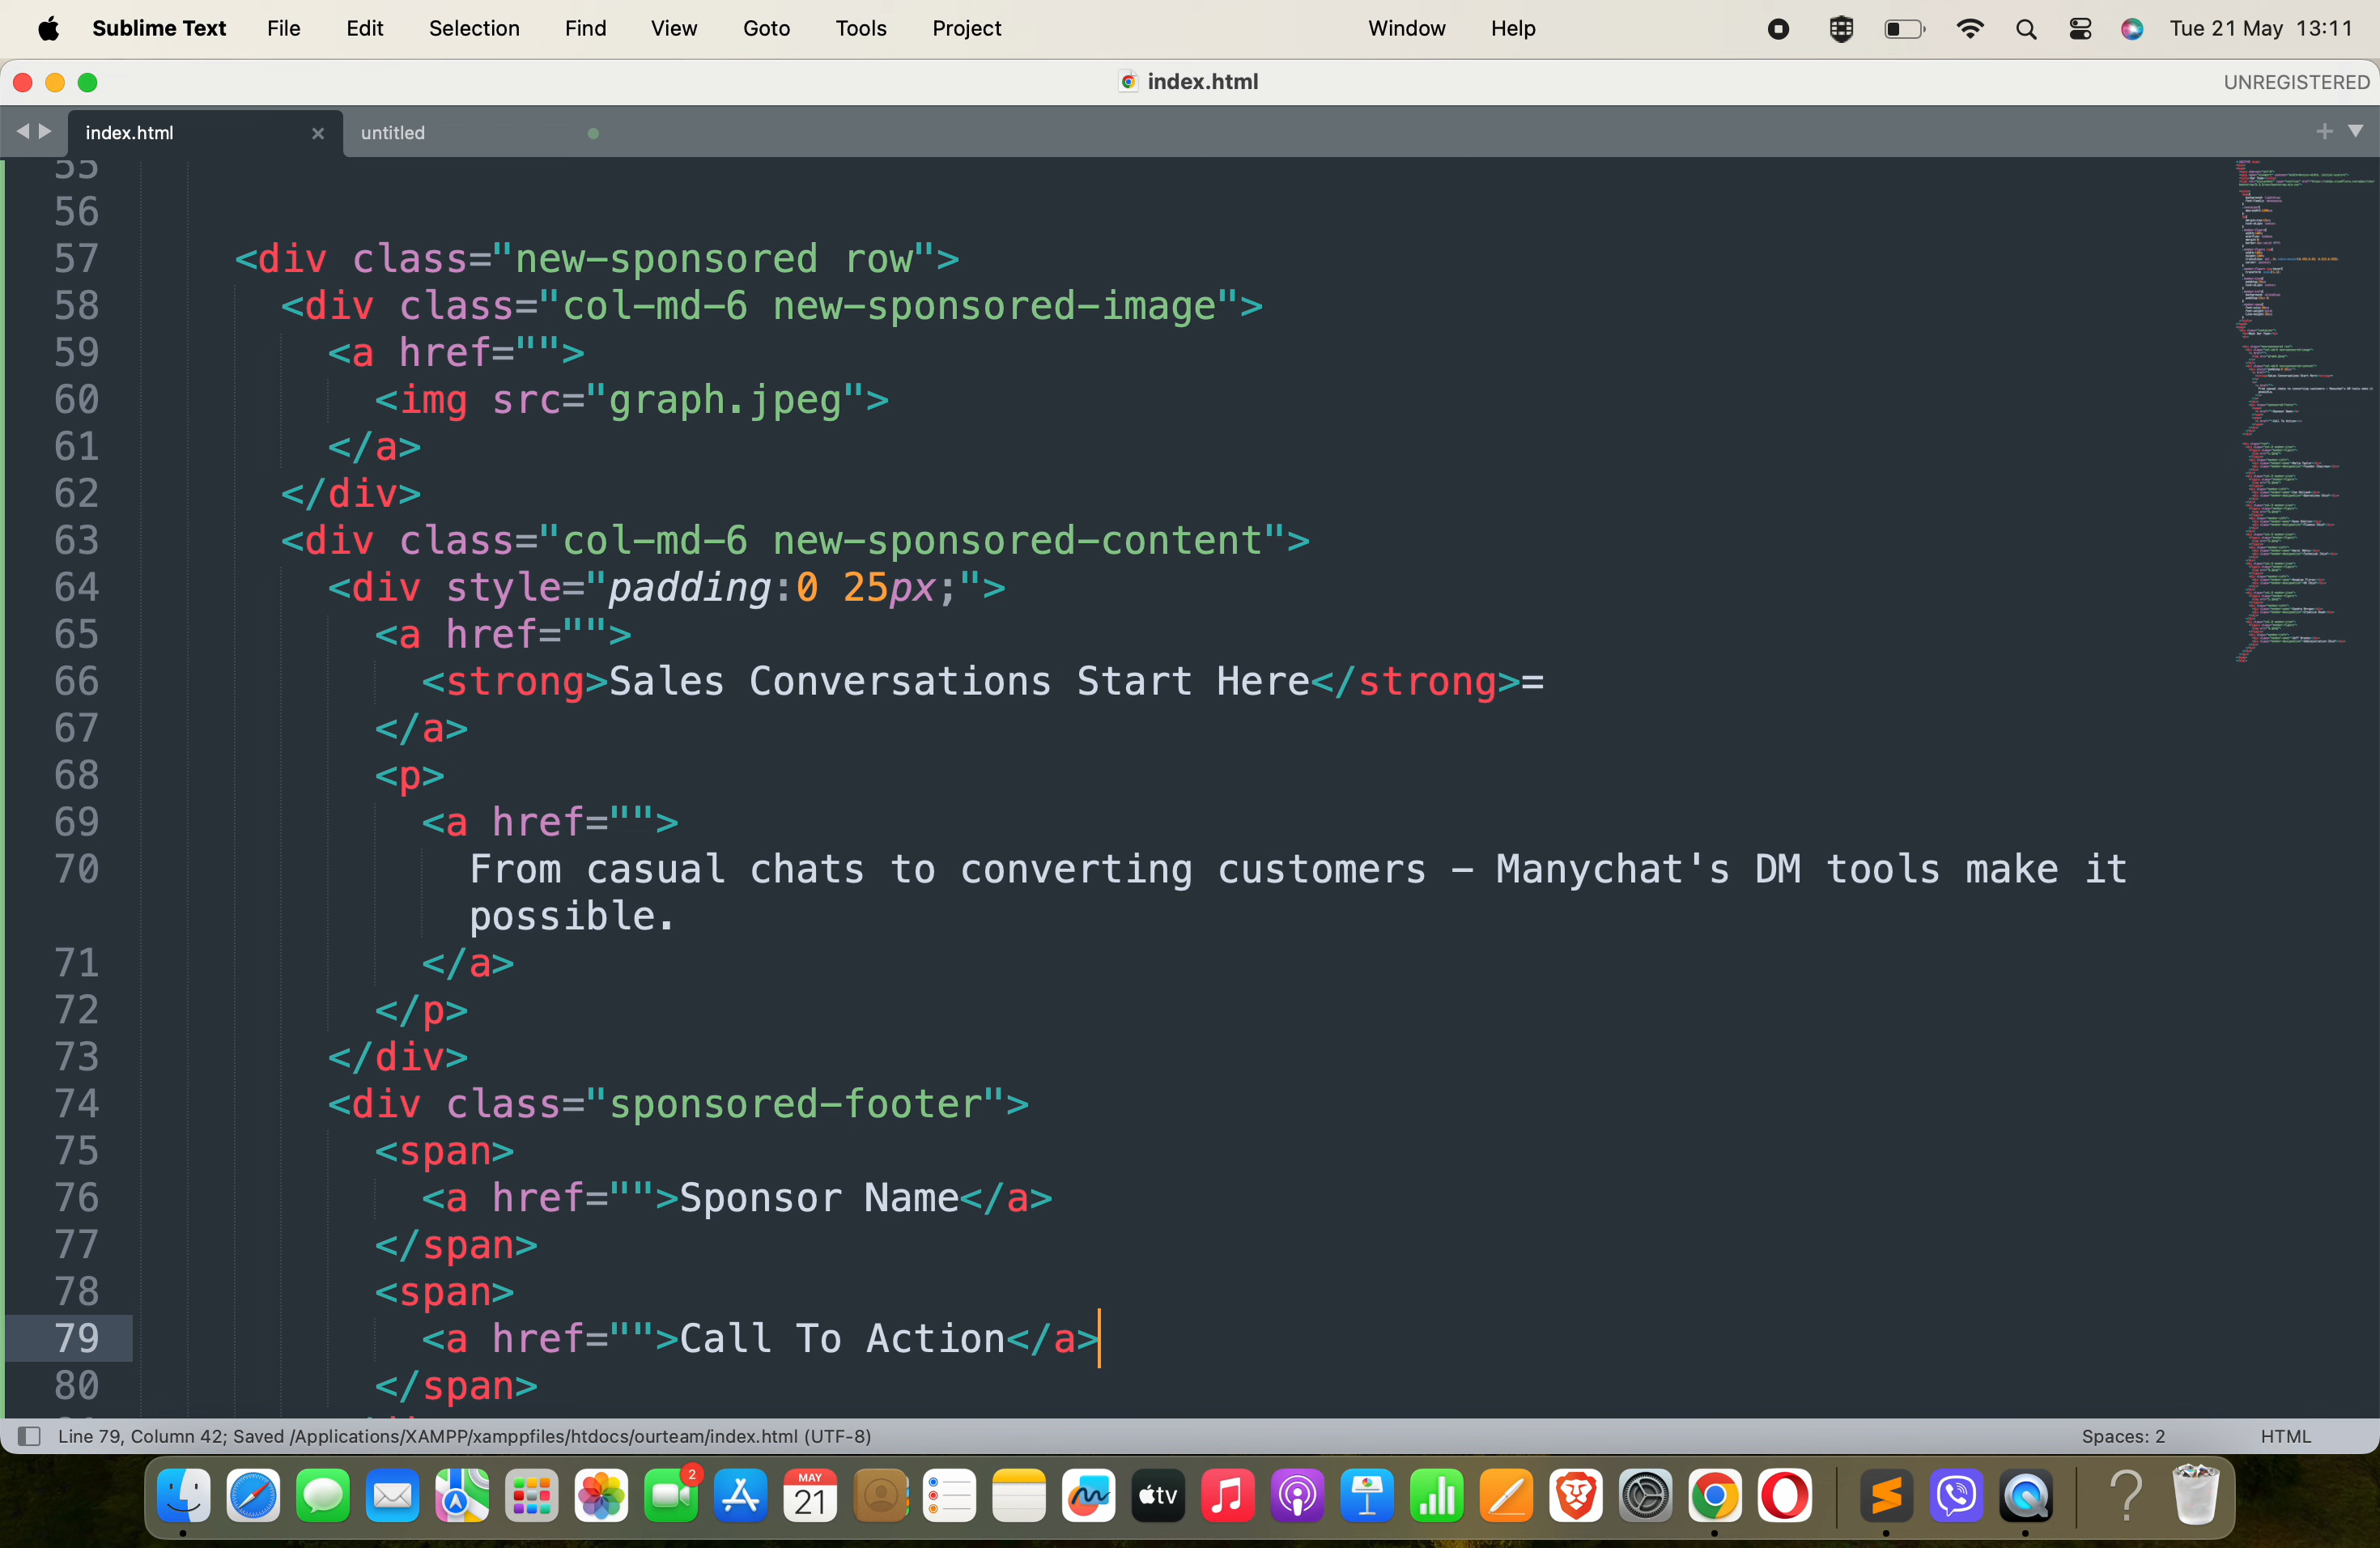 Sublime Text File Edit Selection Find View Goto Tools Project Window Help Tue 21 May 13:11
index.html UNREGISTERED
index.html untitled
55
56
57 <div class="new-sponsored row">
58 <div class="col-md-6 new-sponsored-image">
59 <a href="">
60 <img src="graph.jpeg">
61 </a>
62 </div>
63 <div class="col-md-6 new-sponsored-content">
64 <div style="padding:0 25px;">
65 <a href="">
66 <strong>Sales Conversations Start Here</strong>=
67 </a>
68 <p>
69 <a href="">
70 From casual chats to converting customers – Manychat's DM tools make it
possible.
71 </a>
72 </p>
73 </div>
74 <div class="sponsored-footer">
75 <span>
76 <a href="">Sponsor Name</a>
77 </span>
78 <span>
79 <a href="">Call To Action</a>
80 </span>
Line 79, Column 42; Saved /Applications/XAMPP/xamppfiles/htdocs/ourteam/index.html (UTF-8) Spaces: 2 HTML
2
MAY
21
tv